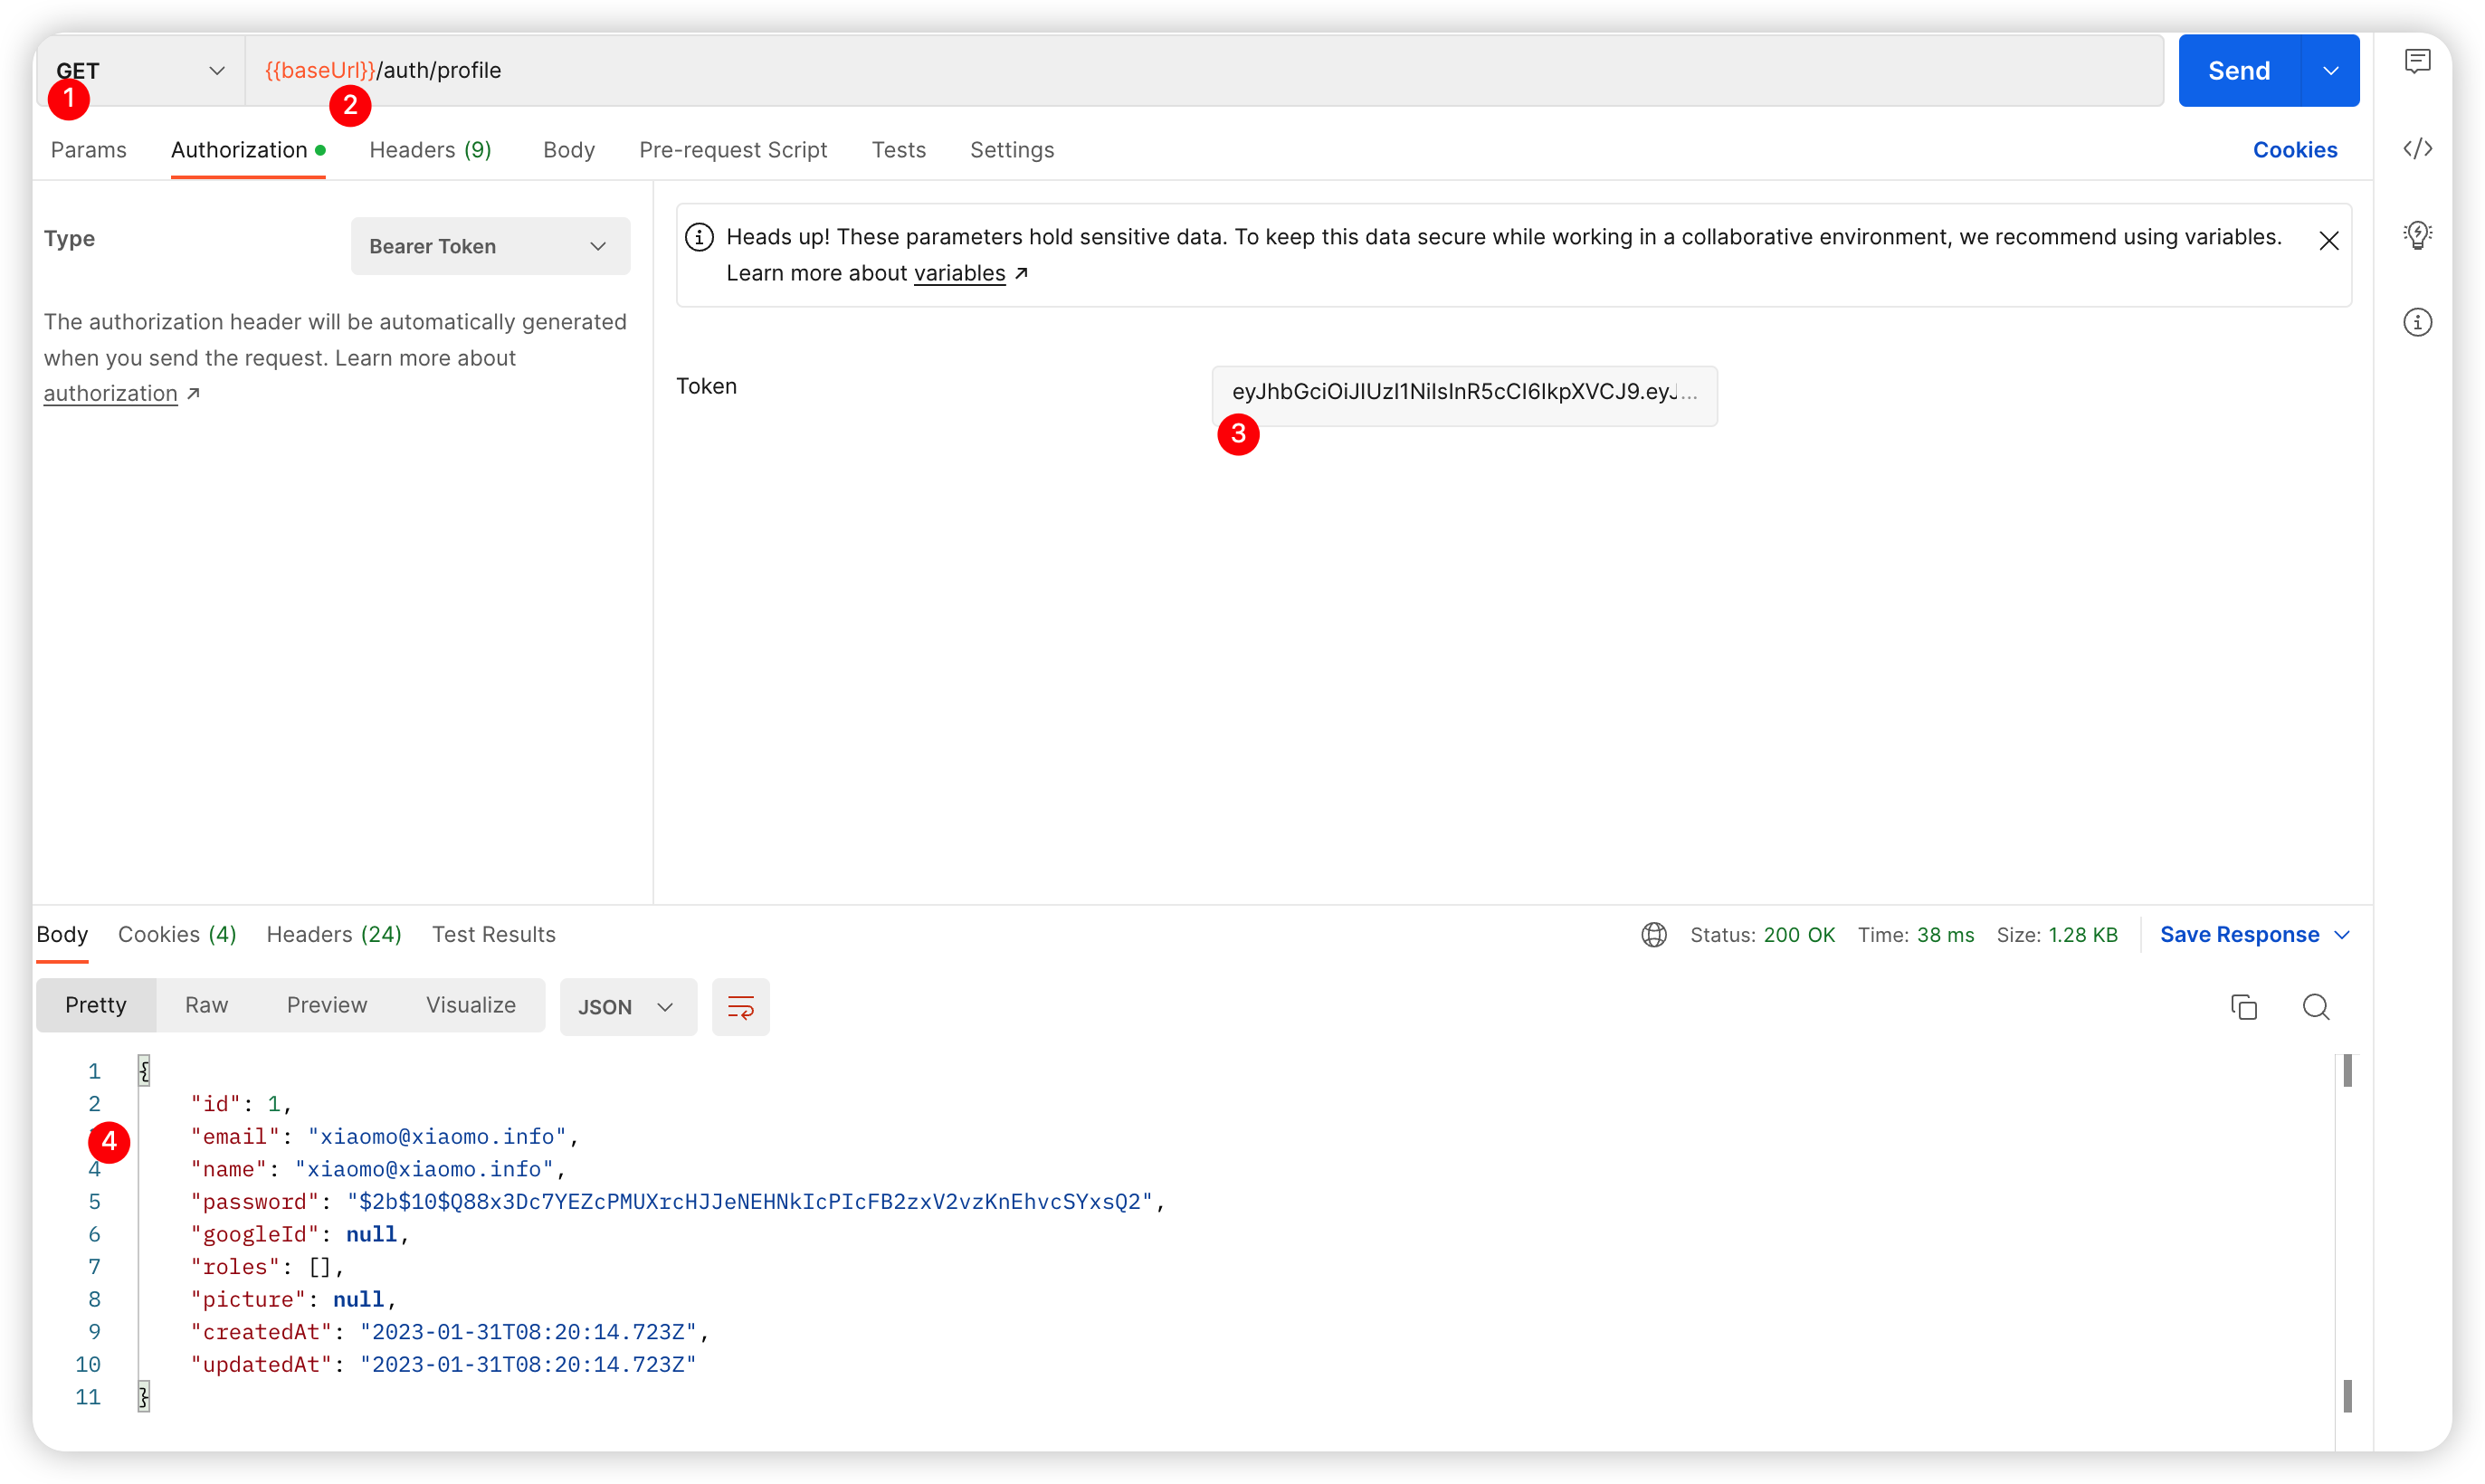 GET
{{baseUrl}}/auth/profile
Send
1
2
Params Authorization Headers (9) Body Pre-request Script Tests Settings Cookies
Type
Bearer Token
The authorization header will be automatically generated
when you send the request. Learn more about
authorization ↗
Heads up! These parameters hold sensitive data. To keep this data secure while working in a collaborative environment, we recommend using variables.
Learn more about variables ↗
Token
eyJhbGciOiJIUzI1NiIsInR5cCI6IkpXVCJ9.eyJ...
3
Body Cookies (4) Headers (24) Test Results
Status: 200 OK Time: 38 ms Size: 1.28 KB Save Response
Pretty Raw Preview Visualize JSON
1 {
2 "id": 1,
"email": "xiaomo@xiaomo.info",
4
4 "name": "xiaomo@xiaomo.info",
5 "password": "$2b$10$Q88x3Dc7YEZcPMUXrcHJJeNEHNkIcPIcFB2zxV2vzKnEhvcSYxsQ2",
6 "googleId": null,
7 "roles": [],
8 "picture": null,
9 "createdAt": "2023-01-31T08:20:14.723Z",
10 "updatedAt": "2023-01-31T08:20:14.723Z"
11 }